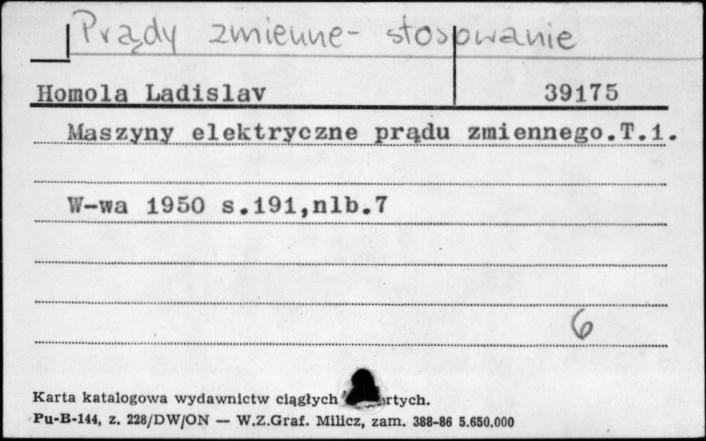 Prądy zmienne - stosowanie
Homola Ladislav 39175
Maszyny elektryczne prądu zmiennego.T.1.
W-wa 1950 s.191,nlb.7
6
Karta katalogowa wydawnictw ciągłych
Pu-B-144, z. 228/DW/ON — W.Z.Graf. Milicz, zam. 388-86 5.650.000